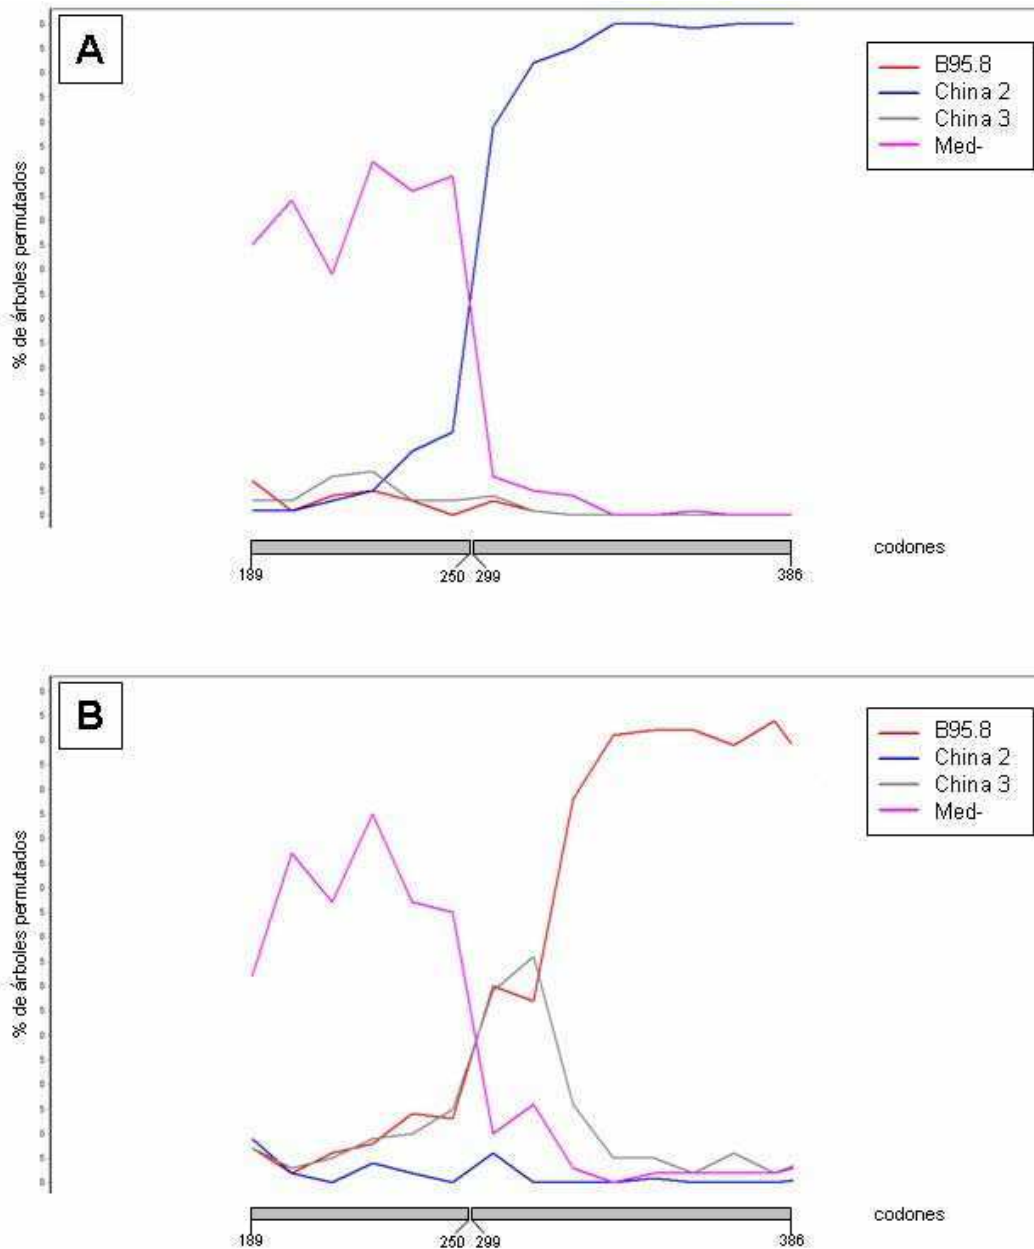 A
B95.8
China 2
China 3
Med-
% de árboles permutados
codones
189
250
299
386
B
B95.8
China 2
China 3
Med-
% de árboles permutados
codones
189
250
299
386